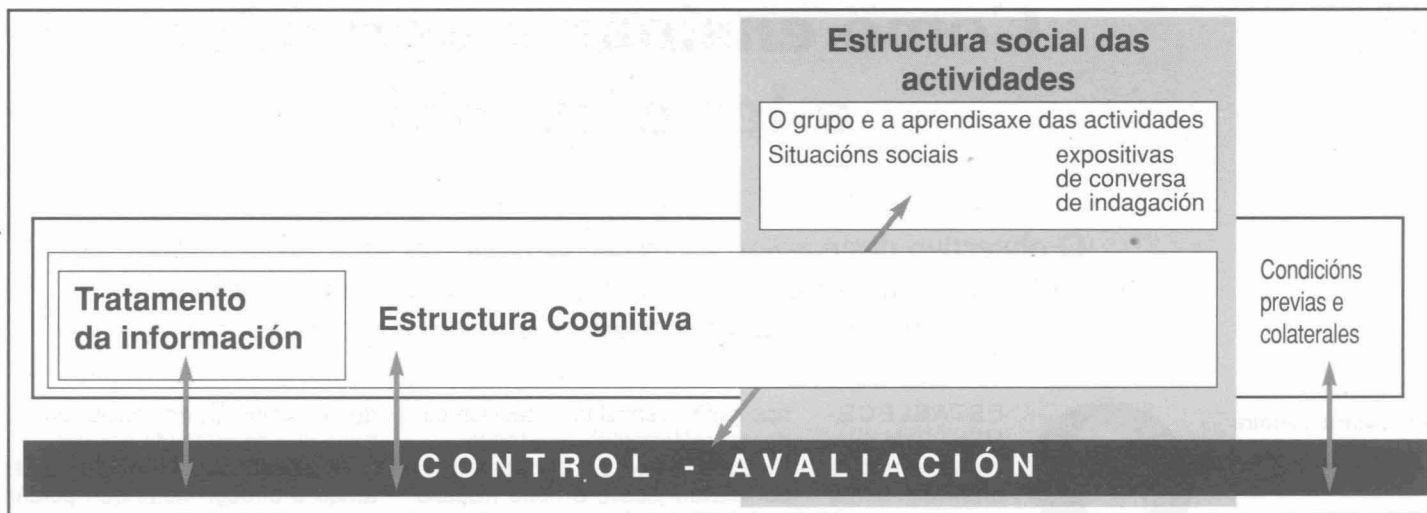 Estructura social das
actividades
O grupo e a aprendisaxe das actividades
Situacións sociais
expositivas
de conversa
de indagación
Tratamento
da información
Estructura Cognitiva
Condicións
previas e
colaterales
CONTROL - AVALIACIÓN